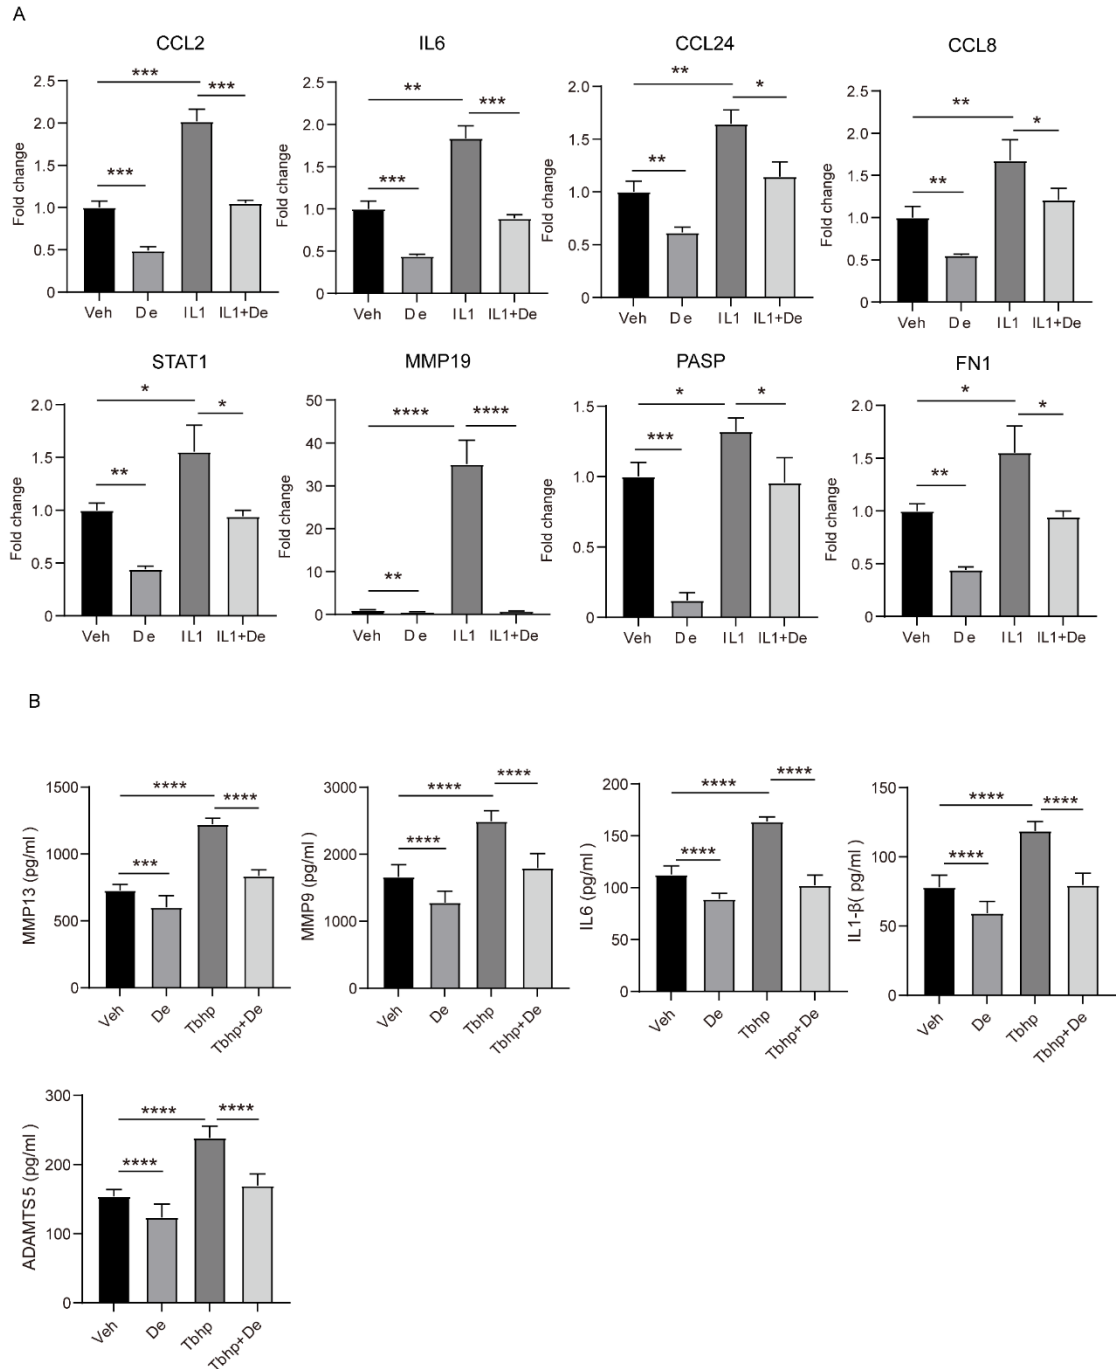 A
CCL2
Fold change
2.5
2.0
1.5
1.0
0.5
0
***
***
***
Veh De IL1 IL1+De
IL6
Fold change
2.5
2.0
1.5
1.0
0.5
0
**
***
***
Veh De IL1 IL1+De
CCL24
Fold change
2.0
1.5
1.0
0.5
0
**
*
**
Veh De IL1 IL1+De
CCL8
Fold change
2.5
2.0
1.5
1.0
0.5
0
**
*
**
Veh De IL1 IL1+De
STAT1
Fold change
2.0
1.5
1.0
0.5
0
*
*
**
Veh De IL1 IL1+De
MMP19
Fold change
50
40
30
20
10
0
****
****
**
Veh De IL1 IL1+De
PASP
Fold change
1.5
1.0
0.5
0
*
*
***
Veh De IL1 IL1+De
FN1
Fold change
2.0
1.5
1.0
0.5
0
*
*
**
Veh De IL1 IL1+De
B
MMP13 (pg/ml )
1500
1000
500
0
****
****
***
Veh De Tbhp Tbhp+De
MMP9 (pg/ml )
3000
2000
1000
0
****
****
****
Veh De Tbhp Tbhp+De
IL6 (pg/ml )
200
150
100
50
0
****
****
****
Veh De Tbhp Tbhp+De
IL1-β( pg/ml )
150
100
50
0
****
****
****
Veh De Tbhp Tbhp+De
ADAMTS5 (pg/ml )
300
200
100
0
****
****
****
Veh De Tbhp Tbhp+De